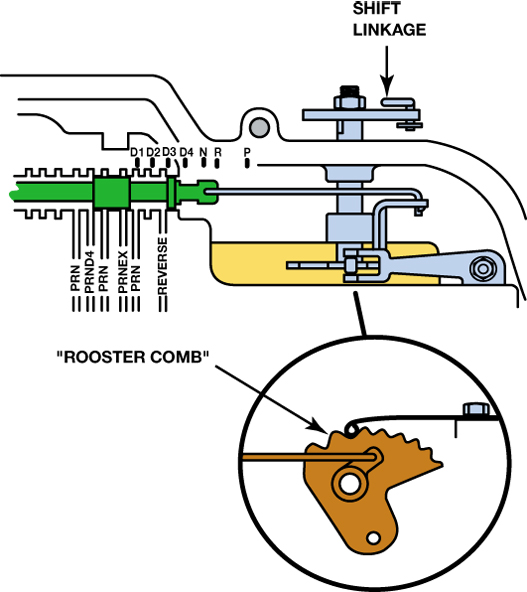 SHIFT
LINKAGE
D1 D2 D3 D4 N R P
PRN
PRND4
PRN
PRNEX
PRN
REVERSE
"ROOSTER COMB"